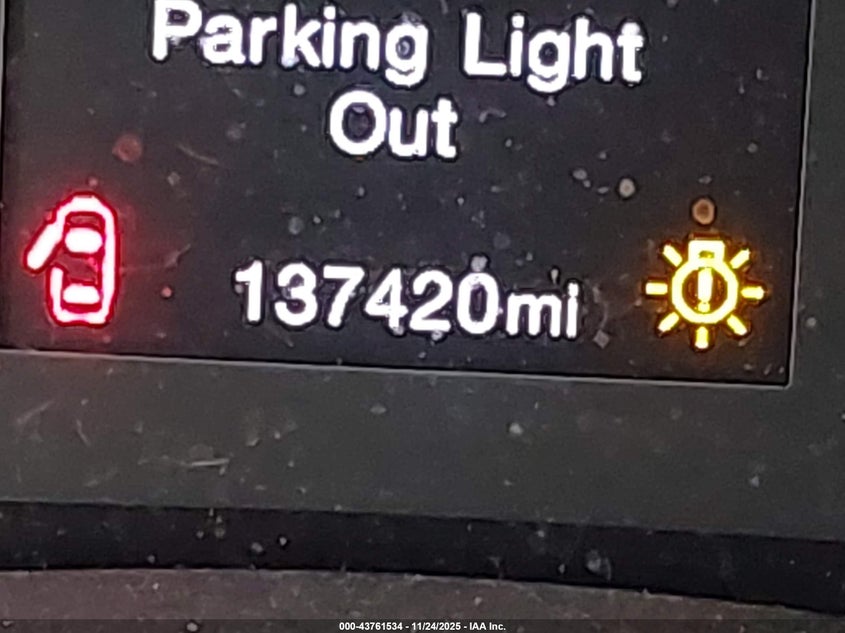 Parking Light
Out
137420mi
000-43761534 - 11/24/2025 - IAA Inc.